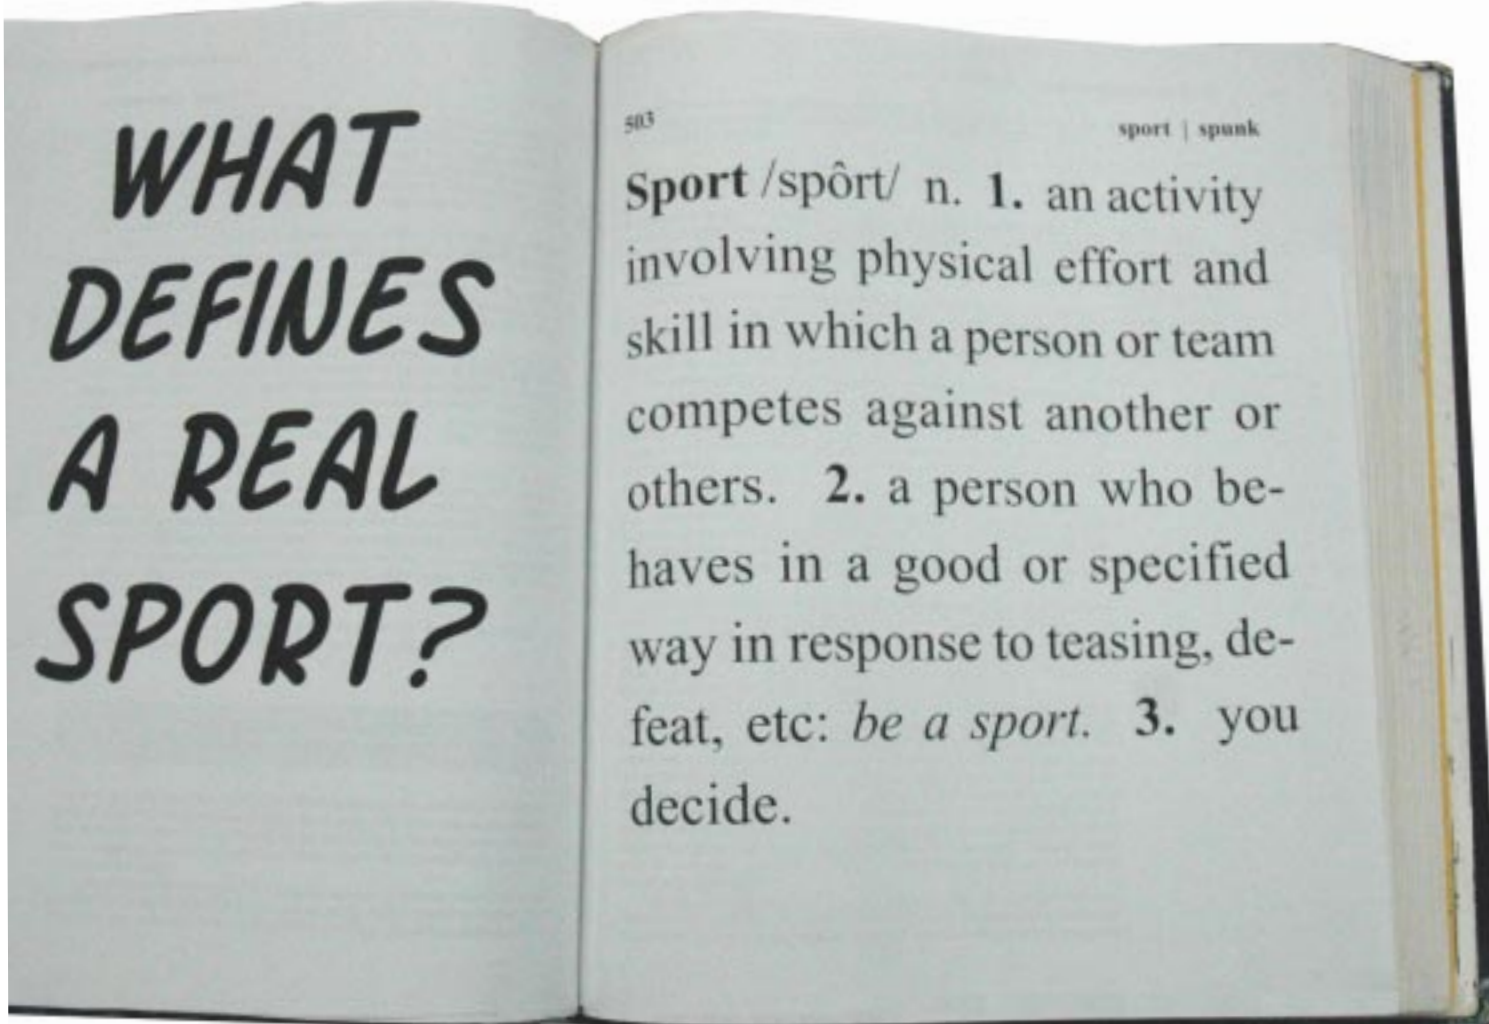 WHAT
DEFINES
A REAL
SPORT?
503
sport | spunk
Sport /spôrt/ n. 1. an activity
involving physical effort and
skill in which a person or team
competes against another or
others. 2. a person who be-
haves in a good or specified
way in response to teasing, de-
feat, etc: be a sport. 3. you
decide.